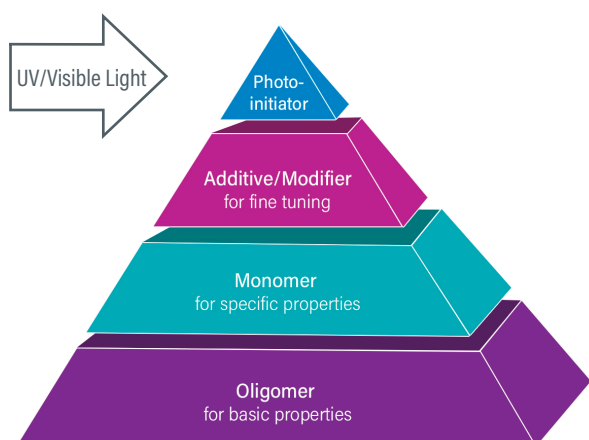 UV/Visible Light
Photo-
initiator
Additive/Modifier
for fine tuning
Monomer
for specific properties
Oligomer
for basic properties